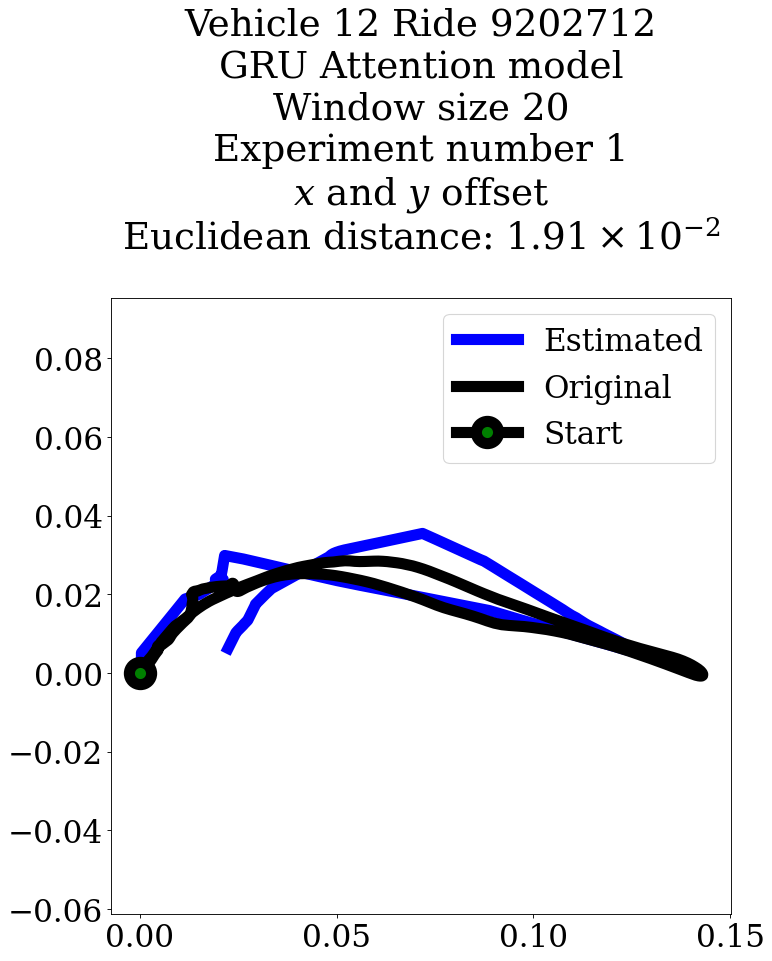 Vehicle 12 Ride 9202712
GRU Attention model
Window size 20
Experiment number 1
x and y offset
Euclidean distance: 1.91 × 10⁻²
Estimated
Original
Start
0.08
0.06
0.04
0.02
0.00
−0.02
−0.04
−0.06
0.00 0.05 0.10 0.15